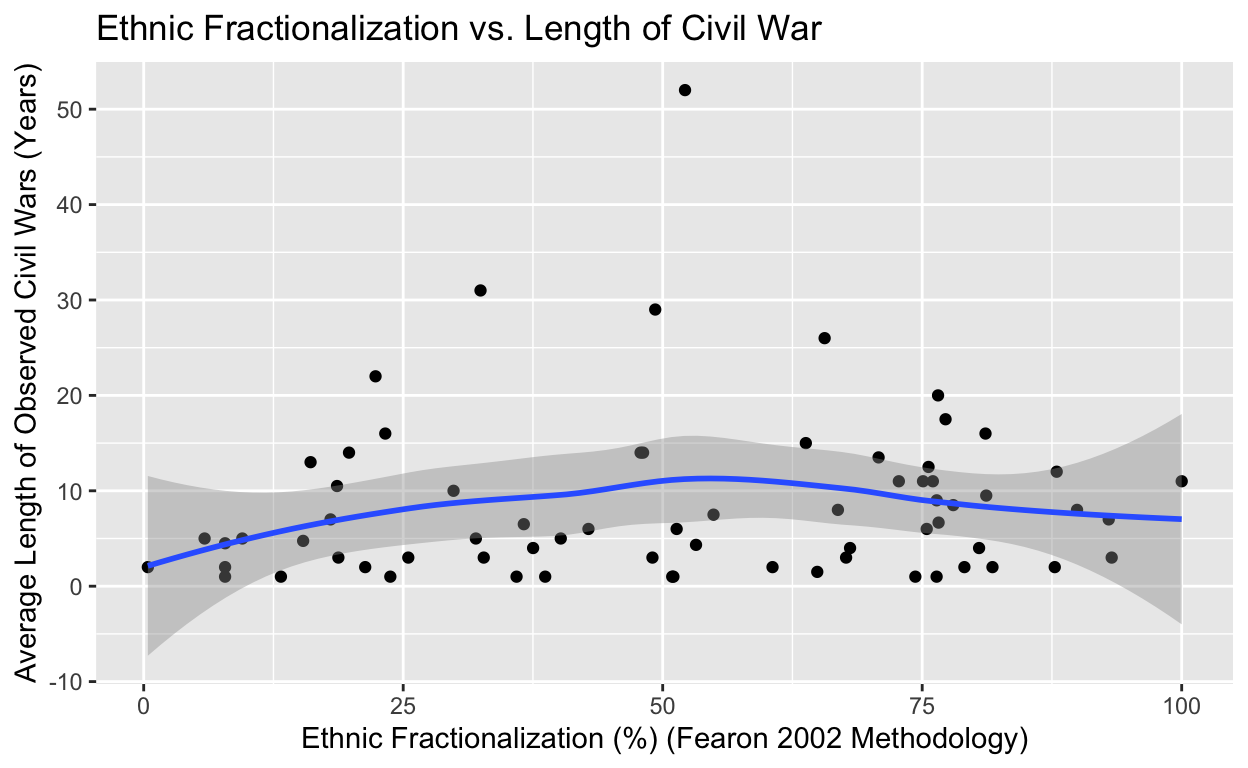 Ethnic Fractionalization vs. Length of Civil War
Average Length of Observed Civil Wars (Years)
50
40
30
20
10
0
-10
0 25 50 75 100
Ethnic Fractionalization (%) (Fearon 2002 Methodology)